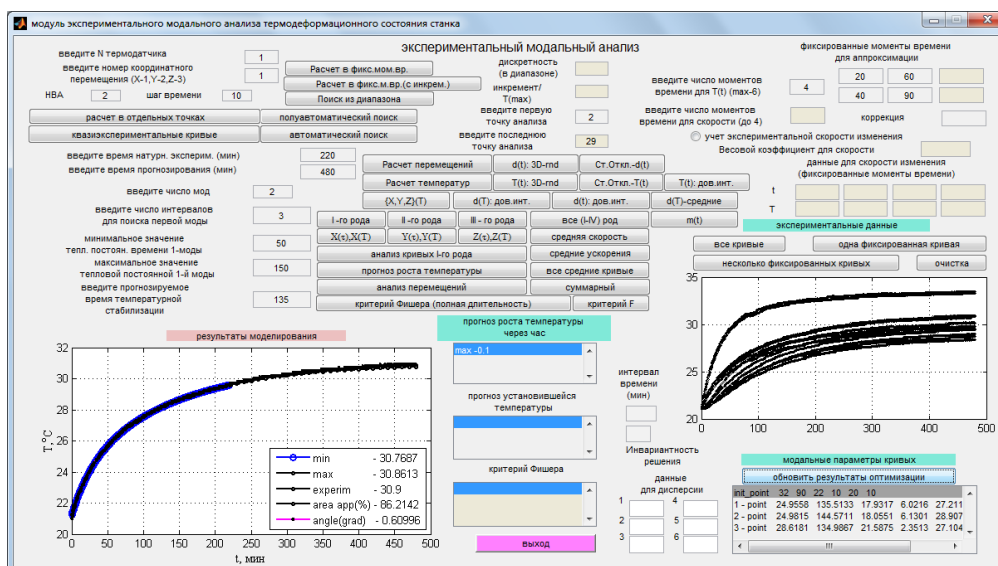 модуль экспериментального модального анализа термодеформационного состояния станка
экспериментальный модальный анализ
введите N термодатчика
1
введите номер координатного
перемещения (X-1,Y-2,Z-3)
1
НВА
2
шаг времени
10
Расчет в фикс.мом.вр.
Расчет в фикс.м.вр.(с инкрем.)
Поиск из диапазона
расчет в отдельных точках
полуавтоматический поиск
квазиэкспериментальные кривые
автоматический поиск
дискретность
(в диапазоне)
инкремент/
T(max)
введите первую
точку анализа
2
введите последнюю
точку анализа
29
фиксированные моменты времени
для аппроксимации
введите число моментов
времени для T(t) (max-6)
4
20
60
40
90
введите число моментов
времени для скорости (до 4)
коррекция
учет экспериментальной скорости изменения
Весовой коэффициент для скорости
данные для скорости изменения
(фиксированные моменты времени)
t
T
введите время натурн. эксперим. (мин)
220
введите время прогнозирования (мин)
480
введите число мод
2
введите число интервалов
для поиска первой моды
3
минимальное значение
тепл. постоян. времени 1-моды
50
максимальное значение
тепловой постоянной 1-й моды
150
введите прогнозируемое
время температурной
стабилизации
135
Расчет перемещений
d(t): 3D-rnd
Ст.Откл.-d(t)
Расчет температур
T(t): 3D-rnd
Ст.Откл.-T(t)
T(t): дов.инт.
{X,Y,Z}(T)
d(T): дов.инт.
d(t): дов.инт.
d(T)-средние
I -го рода
II -го рода
III - го рода
все (I-IV) род
m(t)
X(τ),X(T)
Y(τ),Y(T)
Z(τ),Z(T)
средняя скорость
анализ кривых I-го рода
средние ускорения
прогноз роста температуры
все средние кривые
анализ перемещений
суммарный
критерий Фишера (полная длительность)
критерий F
экспериментальные данные
все кривые
одна фиксированная кривая
несколько фиксированных кривых
очистка
35
30
25
20
0
100
200
300
400
500
результаты моделирования
32
30
28
26
24
22
20
T,°C
0
50
100
150
200
250
300
350
400
450
500
t, мин
min - 30.7687
max - 30.8613
experim - 30.9
area app(%) - 86.2142
angle(grad) - 0.60996
прогноз роста температуры
через час
max -0.1
прогноз установившейся
температуры
критерий Фишера
выход
интервал
времени
(мин)
Инвариантность
решения
данные
для дисперсии
1
4
2
5
3
6
модальные параметры кривых
обновить результаты оптимизации
init_point 32 90 22 10 20 10
1 - point 24.9558 135.5133 17.9317 6.0216 27.211
2 - point 24.9815 144.5711 18.0551 6.1301 28.907
3 - point 28.6181 134.9867 21.5875 2.3513 27.104